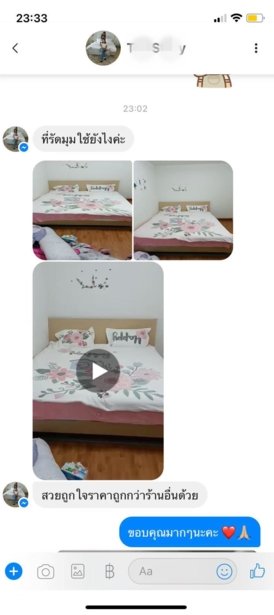 23:33
23:02
ที่รัดมุมใช้ยังไงค่ะ
Happy
สวยถูกใจราคาถูกกว่าร้านอื่นด้วย
ขอบคุณมากๆนะคะ ❤️🙏🏻
Aa